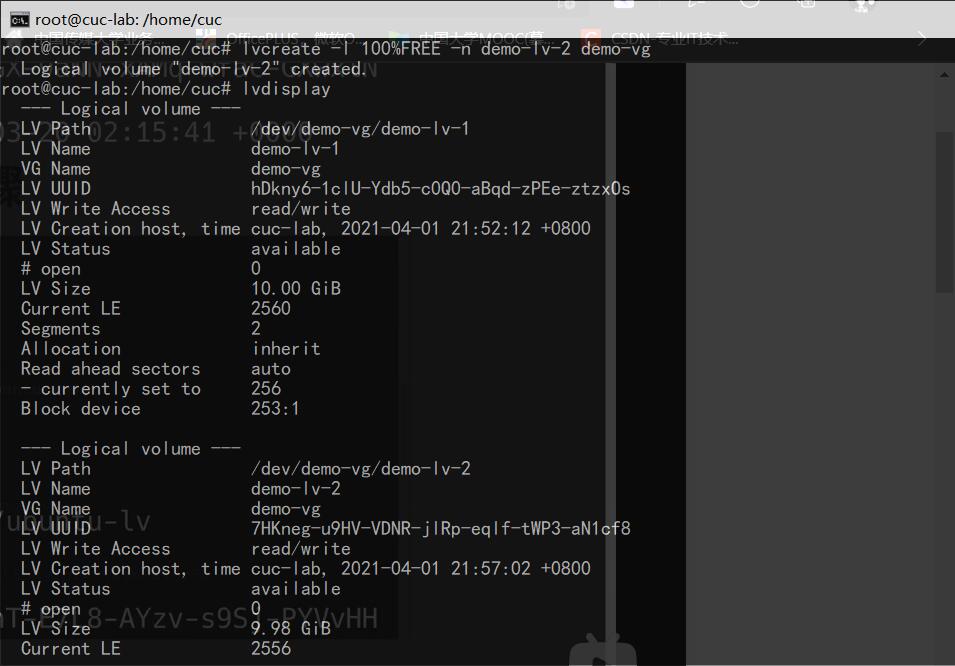 root@cuc-lab: /home/cuc
root@cuc-lab:/home/cuc# lvcreate -l 100%FREE -n demo-lv-2 demo-vg
Logical volume "demo-lv-2" created.
root@cuc-lab:/home/cuc# lvdisplay
--- Logical volume ---
LV Path /dev/demo-vg/demo-lv-1
LV Name demo-lv-1
VG Name demo-vg
LV UUID hDkny6-1clU-Ydb5-cOQO-aBqd-zPEe-ztzxOs
LV Write Access read/write
LV Creation host, time cuc-lab, 2021-04-01 21:52:12 +0800
LV Status available
# open 0
LV Size 10.00 GiB
Current LE 2560
Segments 2
Allocation inherit
Read ahead sectors auto
- currently set to 256
Block device 253:1
--- Logical volume ---
LV Path /dev/demo-vg/demo-lv-2
LV Name demo-lv-2
VG Name demo-vg
LV UUID 7HKneg-u9HV-VDNR-jlRp-eqlf-tWP3-aN1cf8
LV Write Access read/write
LV Creation host, time cuc-lab, 2021-04-01 21:57:02 +0800
LV Status available
# open 0
LV Size 9.98 GiB
Current LE 2556